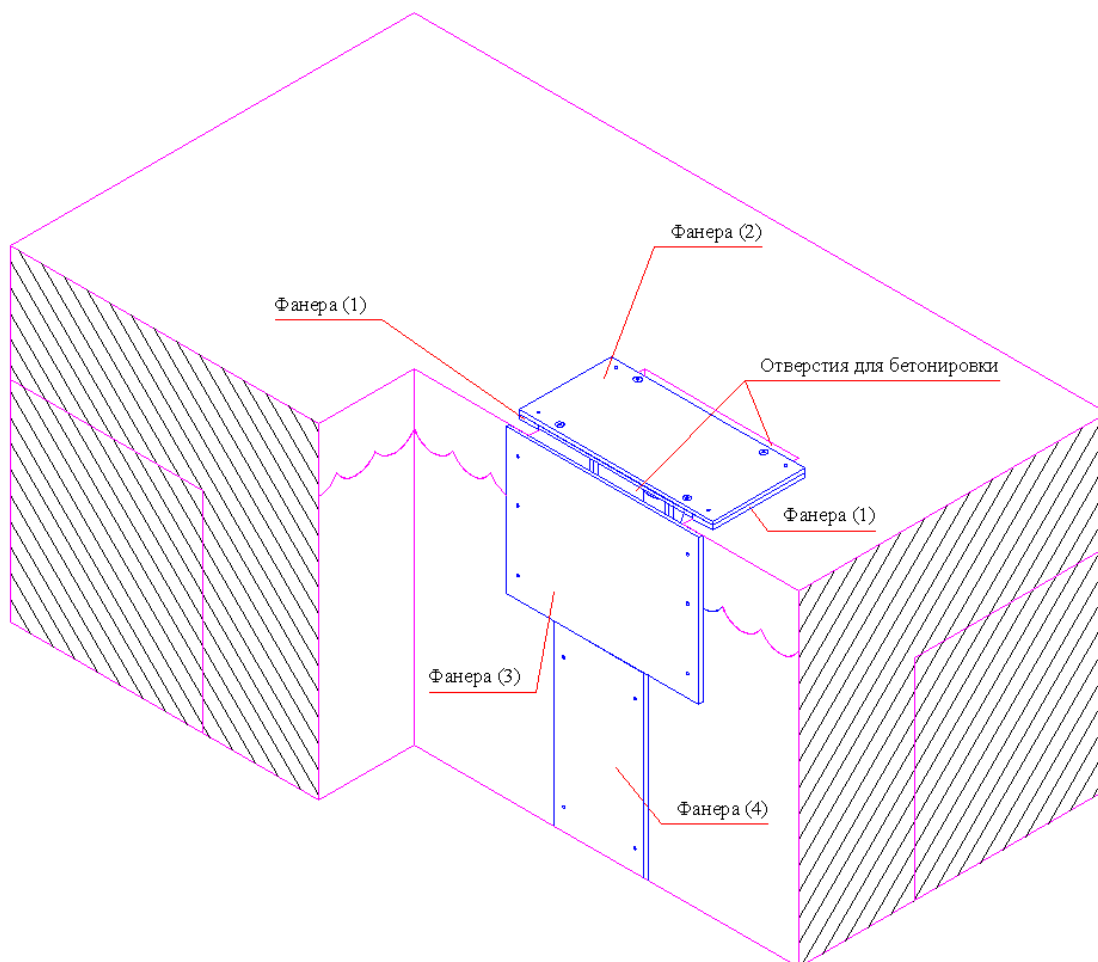 Фанера (2)
Фанера (1)
Отверстия для бетонировки
Фанера (1)
Фанера (3)
Фанера (4)